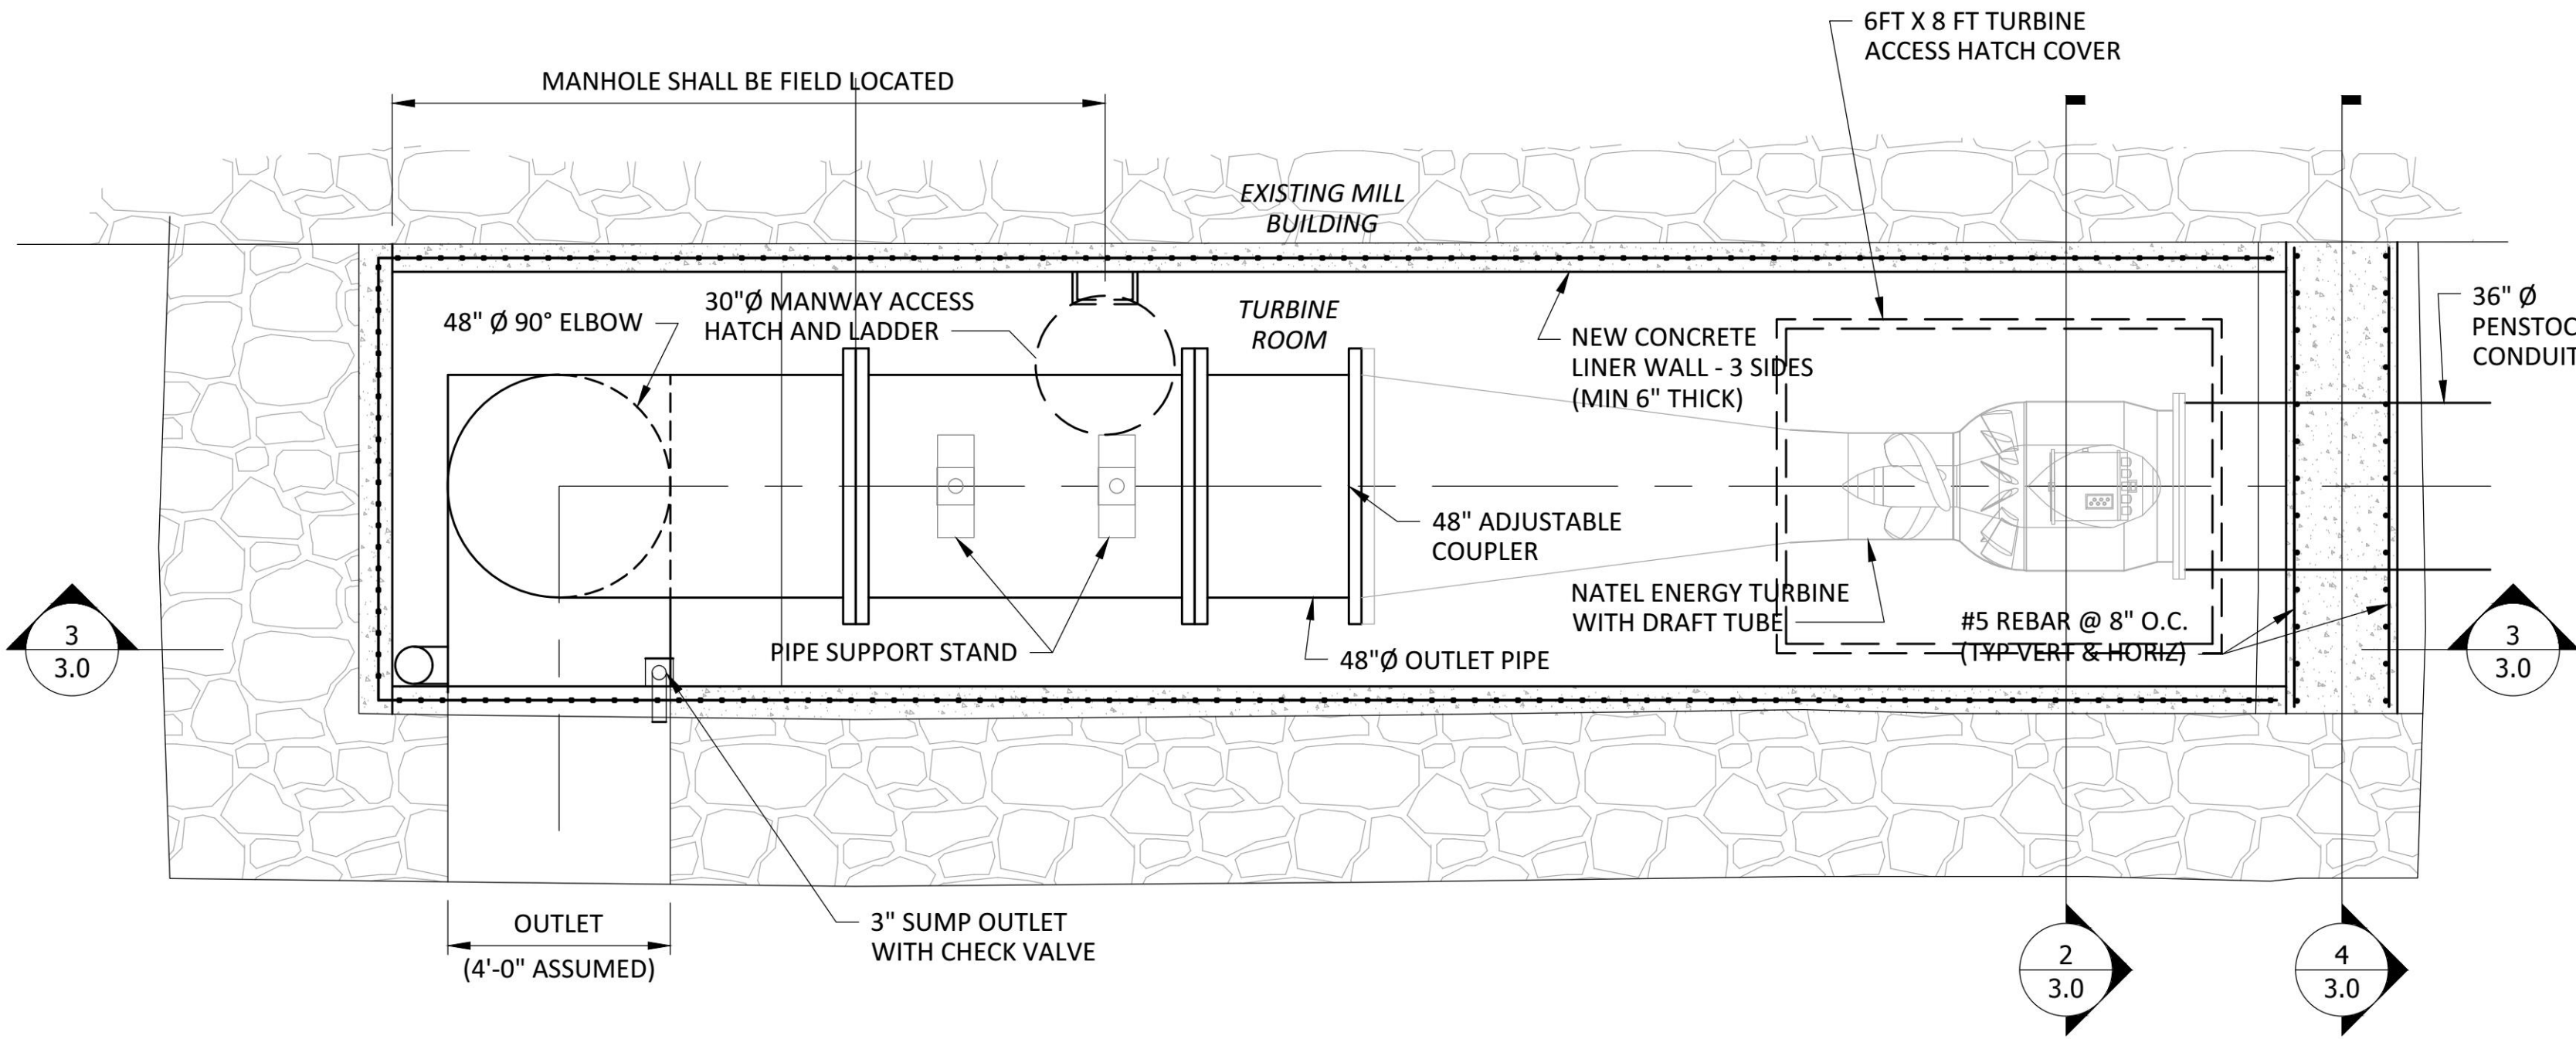 6FT X 8 FT TURBINE
ACCESS HATCH COVER
MANHOLE SHALL BE FIELD LOCATED
EXISTING MILL
BUILDING
48" Ø 90° ELBOW
30"Ø MANWAY ACCESS
HATCH AND LADDER
TURBINE
ROOM
NEW CONCRETE
LINER WALL - 3 SIDES
(MIN 6" THICK)
36" Ø
PENSTOC
CONDUIT
48" ADJUSTABLE
COUPLER
NATEL ENERGY TURBINE
WITH DRAFT TUBE
#5 REBAR @ 8" O.C.
(TYP VERT & HORIZ)
PIPE SUPPORT STAND
48"Ø OUTLET PIPE
3
3.0
3
3.0
OUTLET
(4'-0" ASSUMED)
3" SUMP OUTLET
WITH CHECK VALVE
2
3.0
4
3.0